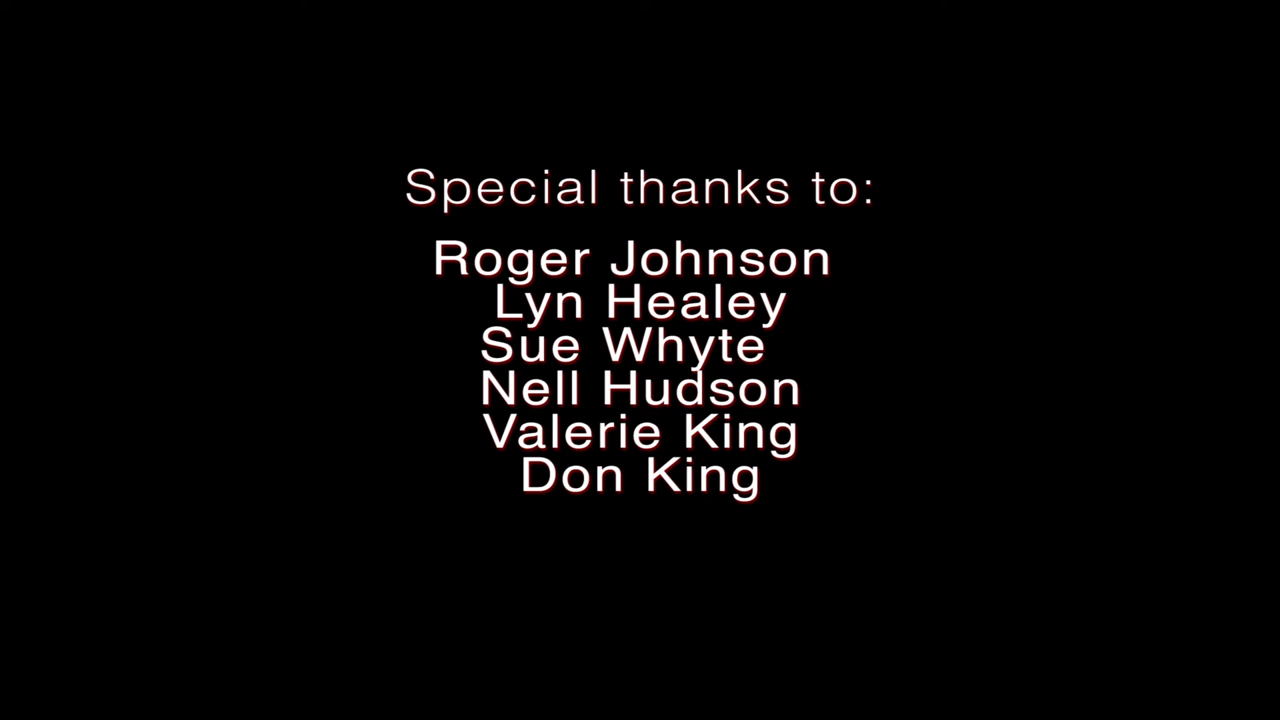 Special thanks to:
Roger Johnson
Lyn Healey
Sue Whyte
Nell Hudson
Valerie King
Don King